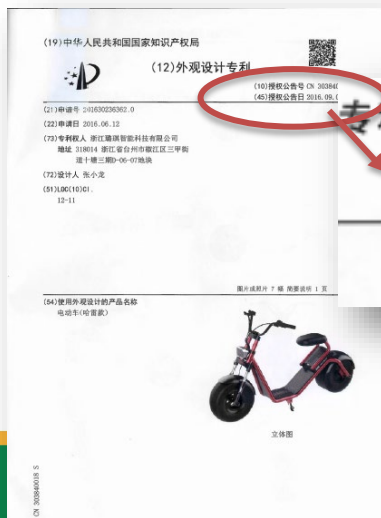 (19)中华人民共和国国家知识产权局
(12)外观设计专利
(10)授权公告号 CN 303840
(45)授权公告日 2016.09.0
(21)申请号 201630236362.0
(22)申请日 2016.06.12
(73)专利权人 浙江璐琪智能科技有限公司
地址 318014 浙江省台州市椒江区三甲街
道十塘三期D-06-07地块
(72)设计人 张小龙
(51)LOC(10)Cl.
12-11
图片或照片 7 幅 简要说明 1 页
(54)使用外观设计的产品名称
电动车(哈雷款)
立体图
CN 303840018 S